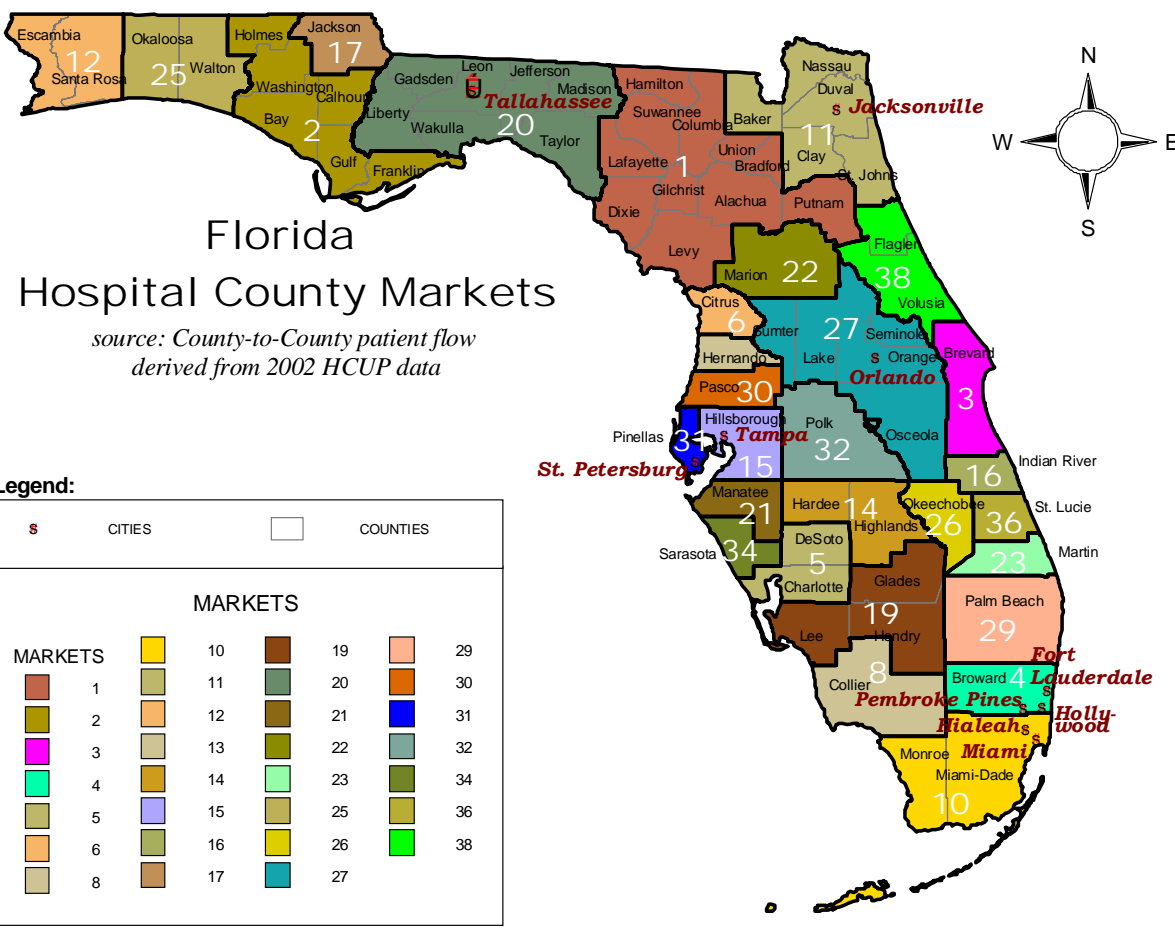 Florida
Hospital County Markets
source: County-to-County patient flow
derived from 2002 HCUP data
N
W
E
S
Escambia
Santa Rosa
12
Okaloosa
Walton
25
Holmes
Washington
Bay
Calhoun
Gulf
Franklin
2
Jackson
17
Gadsden
Leon
Jefferson
Madison
Liberty
Wakulla
Taylor
Tallahassee
20
Hamilton
Suwannee
Columbia
Lafayette
Union
Bradford
Gilchrist
Alachua
Putnam
Dixie
Levy
1
Baker
Nassau
Duval
Jacksonville
11
Clay
St. Johns
Flagler
38
Volusia
Marion
22
Citrus
6
Sumter
27
Seminole
Lake
Orange
Orlando
Osceola
Brevard
3
Hernando
Pasco
30
Pinellas
31
Hillsborough
Tampa
15
St. Petersburg
Polk
32
Indian River
16
Manatee
21
Hardee
14
Highlands
Okeechobee
26
St. Lucie
36
Sarasota
34
DeSoto
5
Charlotte
Martin
23
Glades
19
Lee
Hendry
Palm Beach
29
Collier
8
Broward
4
Fort
Lauderdale
Pembroke Pines
Holly-
wood
Hialeah
Miami
Monroe
Miami-Dade
10
Legend:
S CITIES COUNTIES
MARKETS
MARKETS
1
2
3
4
5
6
8
10
11
12
13
14
15
16
17
19
20
21
22
23
25
26
27
29
30
31
32
34
36
38